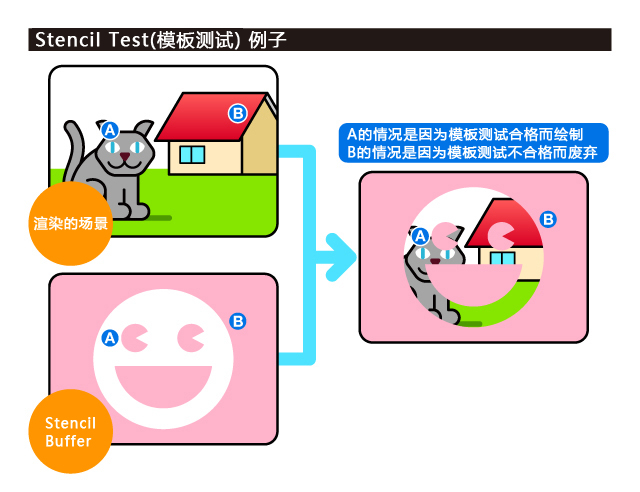 Stencil Test(模板测试) 例子
A
B
渲染的场景
A的情况是因为模板测试合格而绘制
B的情况是因为模板测试不合格而废弃
A
B
A
B
Stencil
Buffer